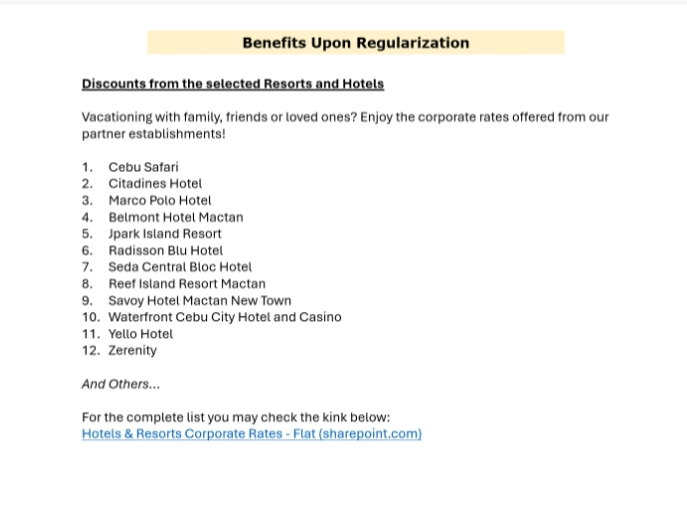 Benefits Upon Regularization
Discounts from the selected Resorts and Hotels
Vacationing with family, friends or loved ones? Enjoy the corporate rates offered from our
partner establishments!
1. Cebu Safari
2. Citadines Hotel
3. Marco Polo Hotel
4. Belmont Hotel Mactan
5. Jpark Island Resort
6. Radisson Blu Hotel
7. Seda Central Bloc Hotel
8. Reef Island Resort Mactan
9. Savoy Hotel Mactan New Town
10. Waterfront Cebu City Hotel and Casino
11. Yello Hotel
12. Zerenity
And Others...
For the complete list you may check the kink below:
Hotels & Resorts Corporate Rates - Flat (sharepoint.com)